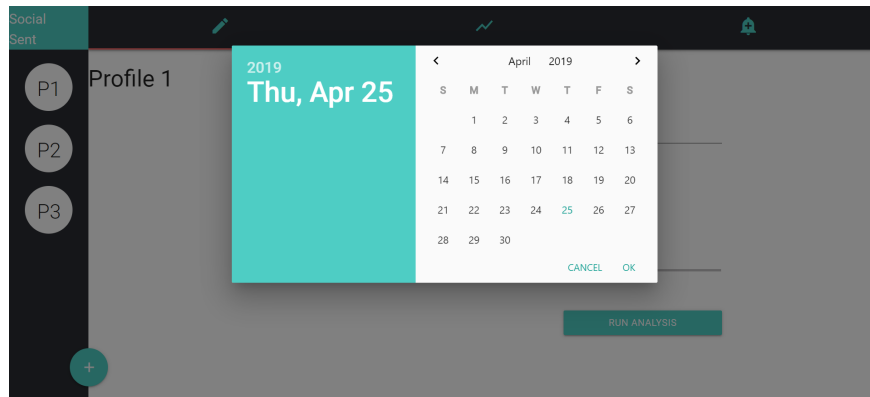 Social
Sent
P1
P2
P3
+
Profile 1
2019
Thu, Apr 25
April 2019
S M T W T F S
1 2 3 4 5 6
7 8 9 10 11 12 13
14 15 16 17 18 19 20
21 22 23 24 25 26 27
28 29 30
CANCEL OK
RUN ANALYSIS